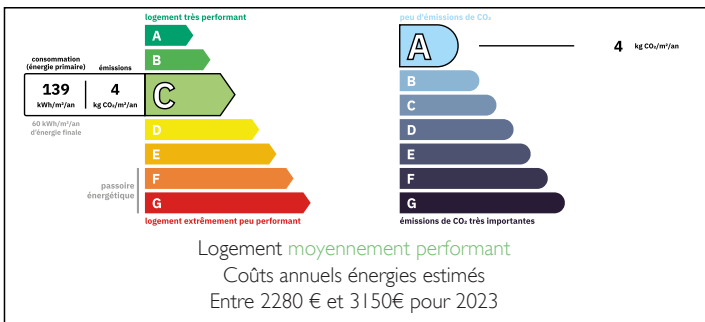 logement très performant
A
B
consommation
(énergie primaire)
émissions
139
kWh/m²/an
4
kg CO₂/m²/an
C
60 kWh/m²/an
d'énergie finale
D
E
passoire
énergétique
F
G
logement extrêmement peu performant
peu d'émissions de CO₂
A
4 kg CO₂/m²/an
B
C
D
E
F
G
émissions de CO₂ très importantes
Logement moyennement performant
Coûts annuels énergies estimés
Entre 2280 € et 3150€ pour 2023